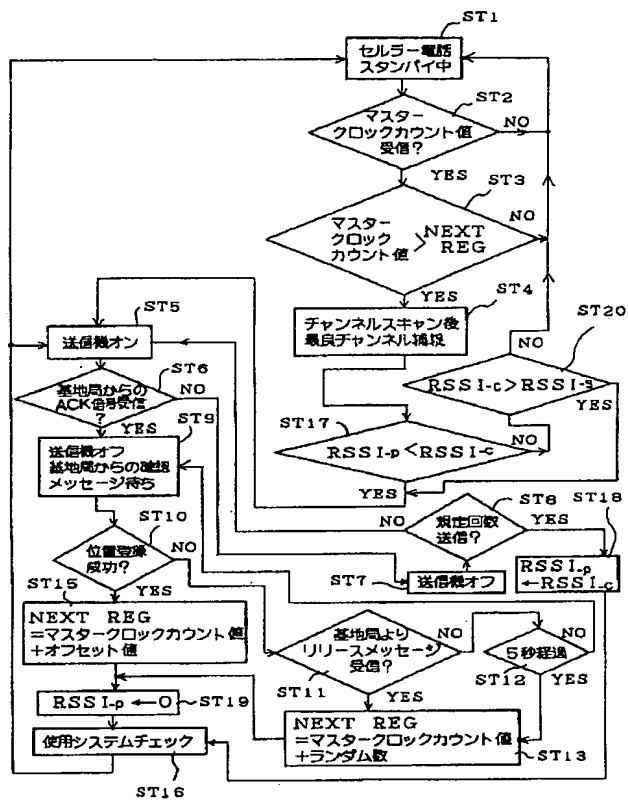 ST1
セルラー電話
スタンバイ中
ST2
マスター
クロックカウント値
受信?
NO
YES
ST3
マスター
クロック
カウント値
>
NEXT
REG
NO
YES
ST4
チャンネルスキャン後
最良チャンネル捕捉
ST5
送信機オン
ST6
基地局からの
ACK信号受信
?
NO
YES
ST9
送信機オフ
基地局からの確認
メッセージ待ち
ST20
NO
RSSI-c>RSSI-s
YES
ST17
RSSI-p<RSSI-c
NO
YES
ST8
規定回数
送信?
NO
YES
ST18
RSSI-p
←RSSI-c
ST7
送信機オフ
ST10
位置登録
成功?
NO
YES
ST15
NEXT REG
=マスタークロックカウント値
+オフセット値
基地局より
リリースメッセージ
受信?
ST11
NO
YES
5秒経過
ST12
NO
YES
RSSI-p←0
ST19
NEXT REG
=マスタークロックカウント値
+ランダム数
ST13
使用システムチェック
ST16